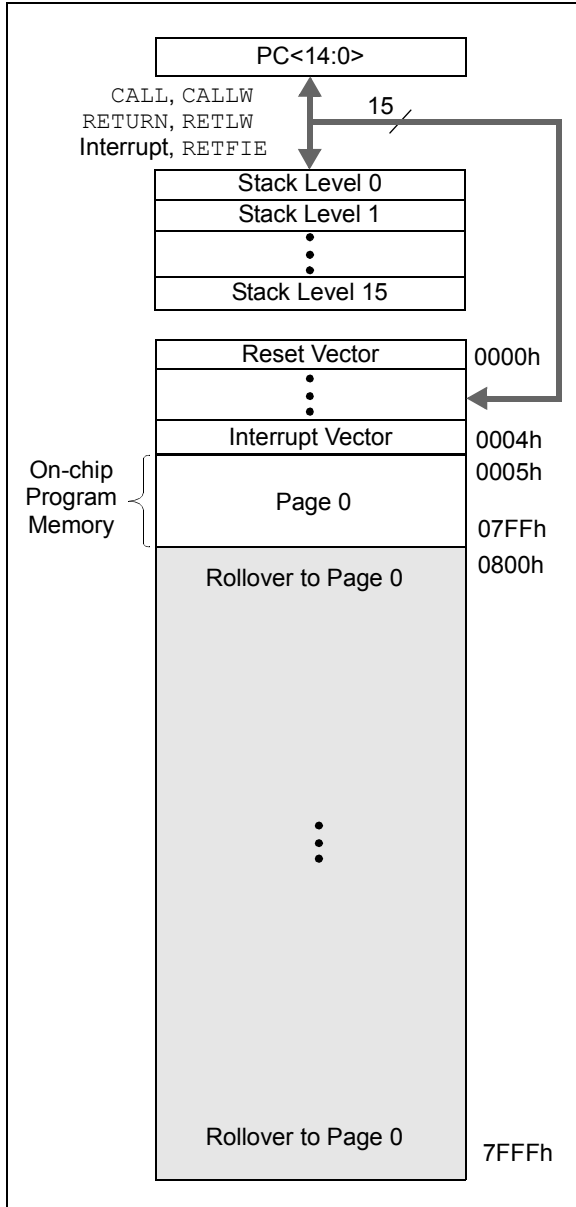 PC<14:0>
CALL, CALLW
RETURN, RETLW
Interrupt, RETFIE
15
Stack Level 0
Stack Level 1
Stack Level 15
Reset Vector
0000h
Interrupt Vector
0004h
On-chip
Program
Memory
Page 0
0005h
07FFh
Rollover to Page 0
0800h
Rollover to Page 0
7FFFh